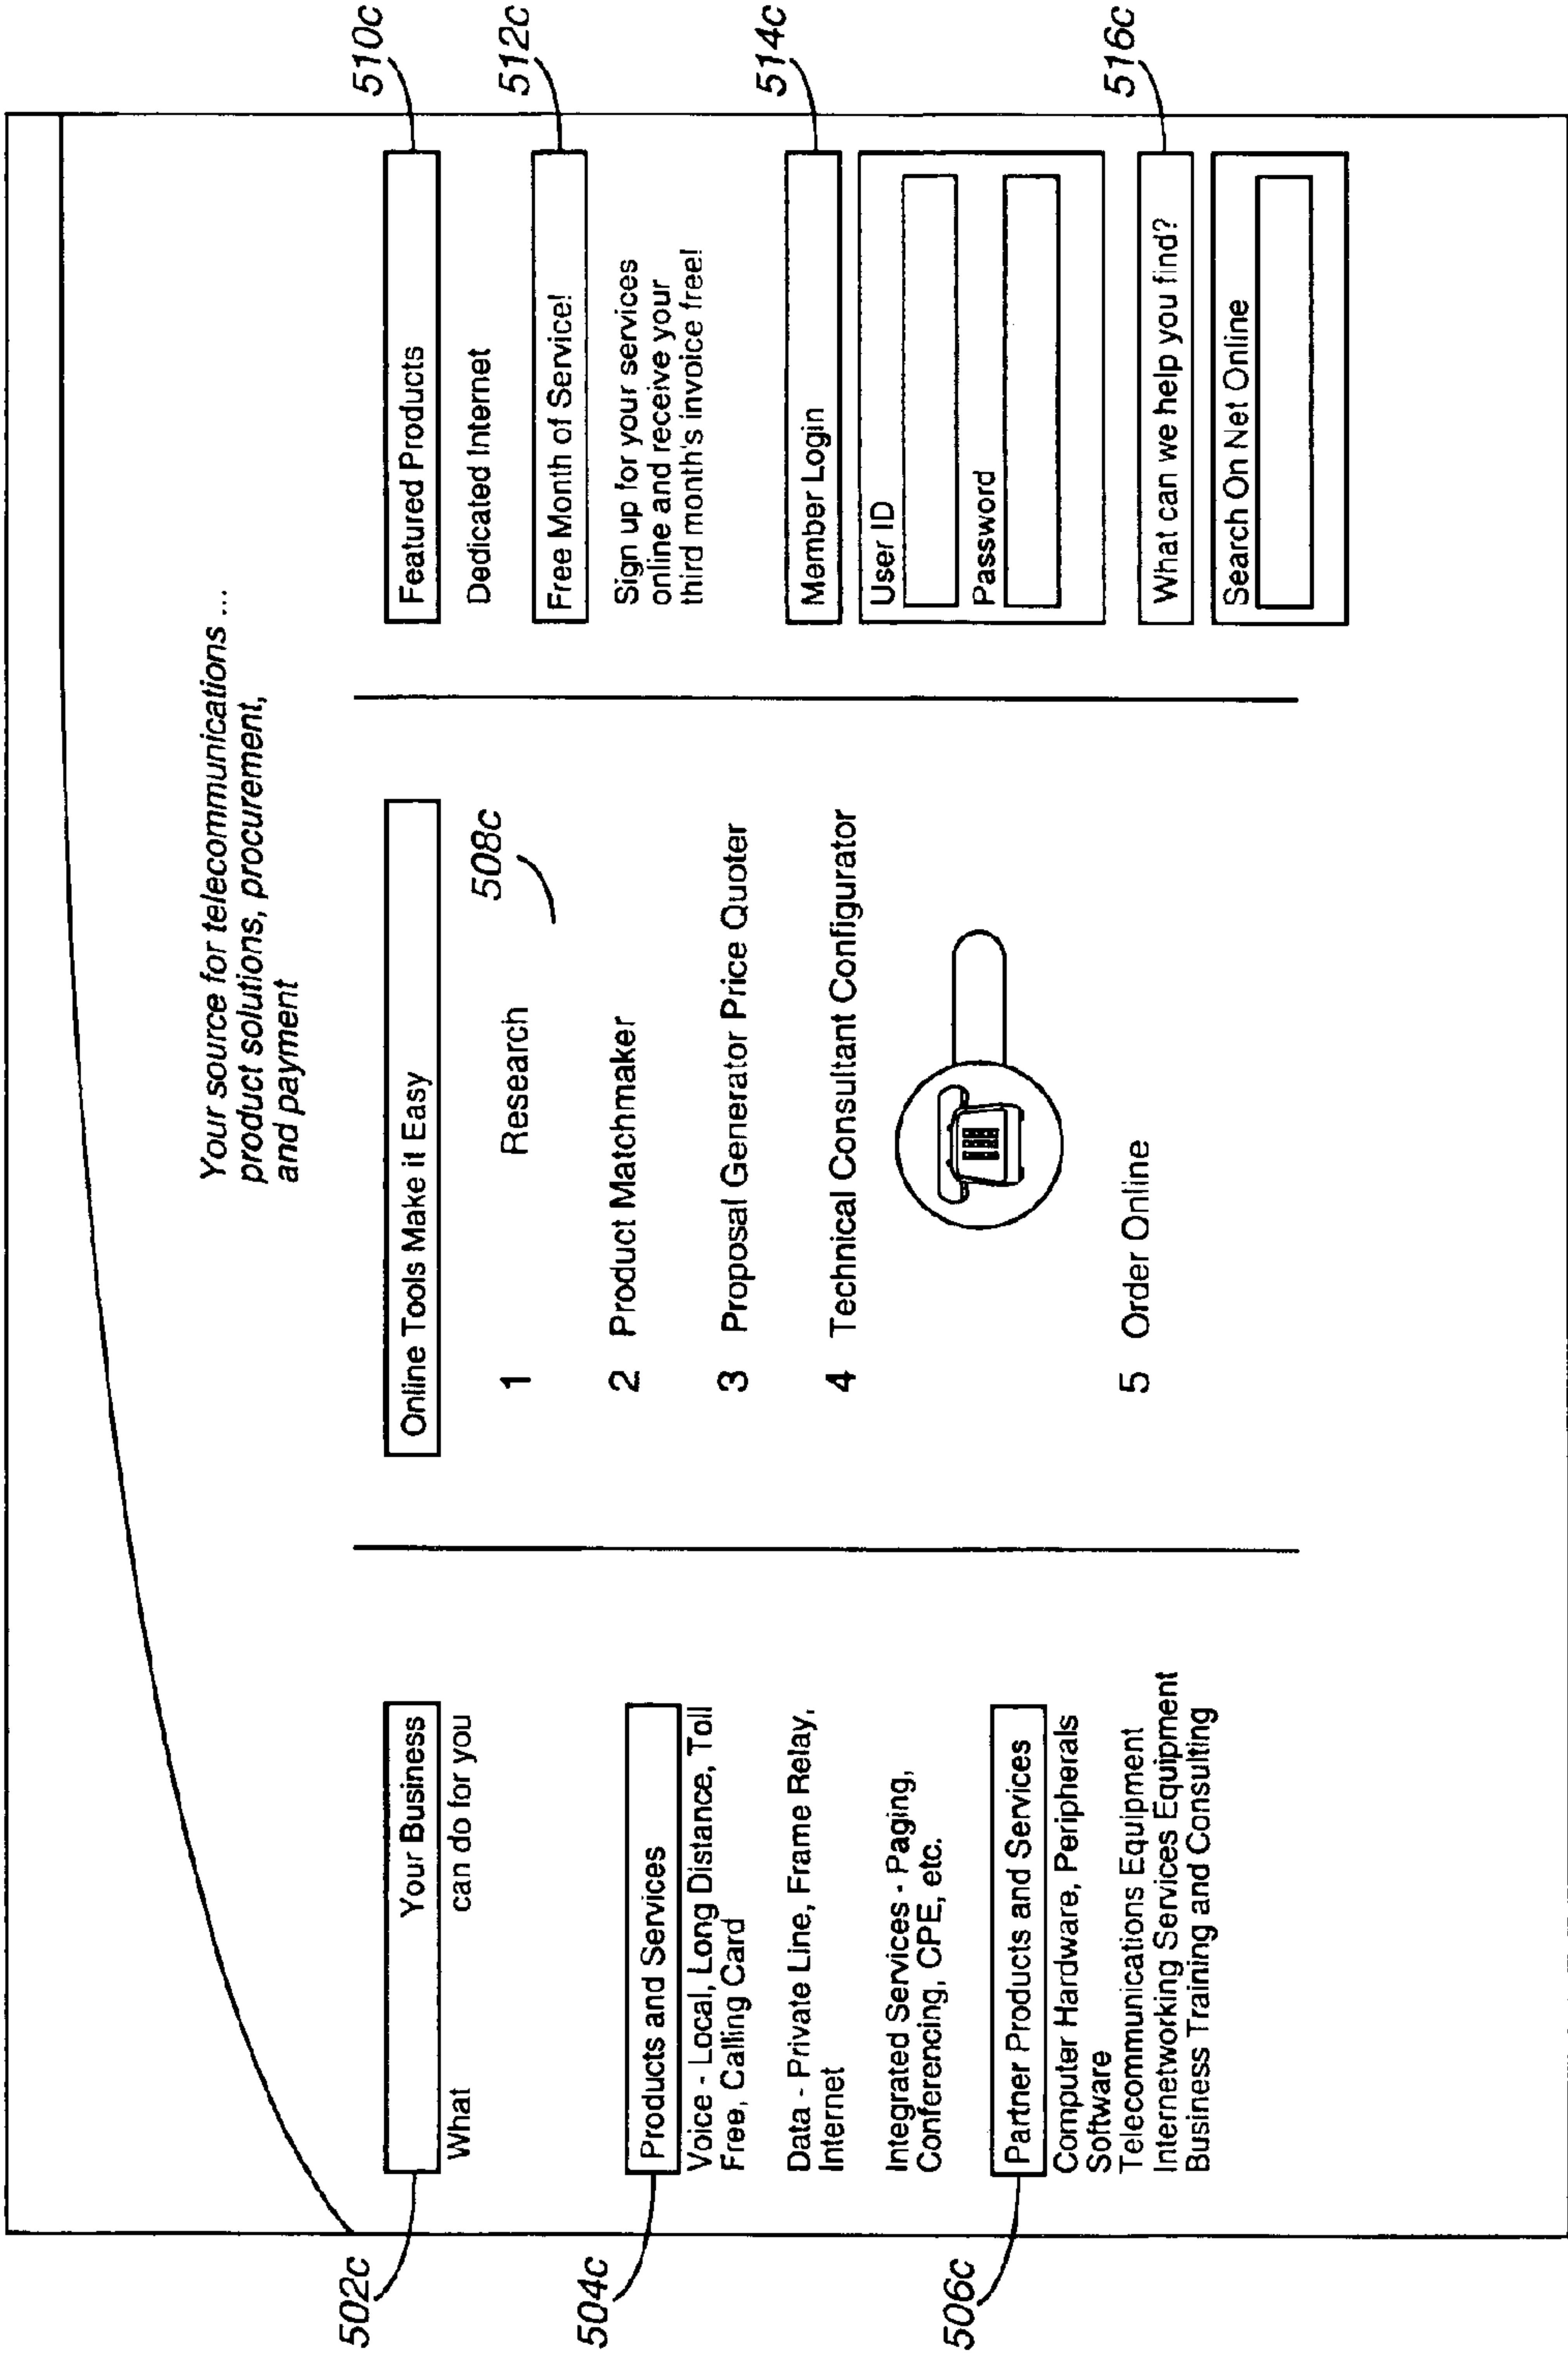 Your source for telecommunications ...
product solutions, procurement,
and payment
502c
Your Business
What can do for you
504c
Products and Services
Voice - Local, Long Distance, Toll
Free, Calling Card
Data - Private Line, Frame Relay,
Internet
Integrated Services - Paging,
Conferencing, CPE, etc.
506c
Partner Products and Services
Computer Hardware, Peripherals
Software
Telecommunications Equipment
Internetworking Services Equipment
Business Training and Consulting
Online Tools Make it Easy
508c
1 Research
2 Product Matchmaker
3 Proposal Generator Price Quoter
4 Technical Consultant Configurator
5 Order Online
510c
Featured Products
Dedicated Internet
512c
Free Month of Service!
Sign up for your services
online and receive your
third month's invoice free!
514c
Member Login
User ID
Password
516c
What can we help you find?
Search On Net Online